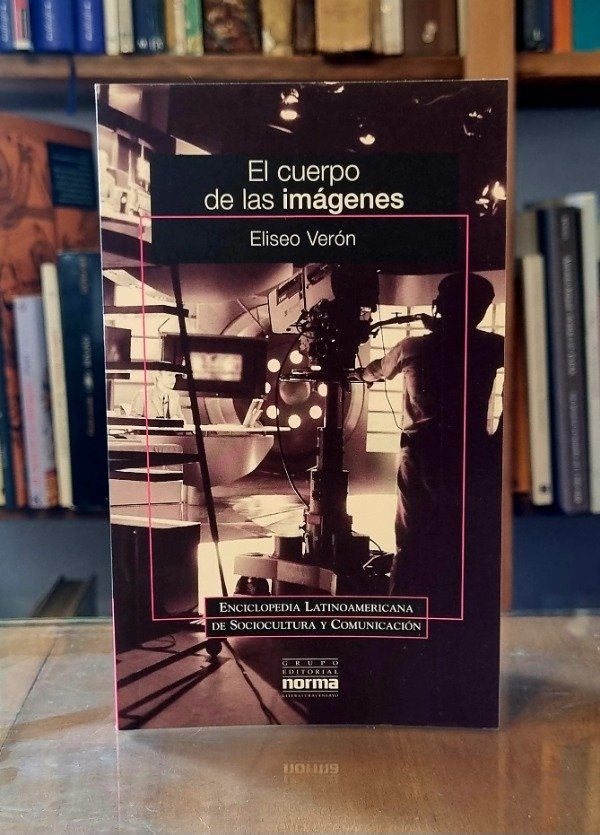 El cuerpo
de las imágenes
Eliseo Verón
ENCICLOPEDIA LATINOAMERICANA
DE SOCIOCULTURA Y COMUNICACIÓN
GRUPO
EDITORIAL
norma